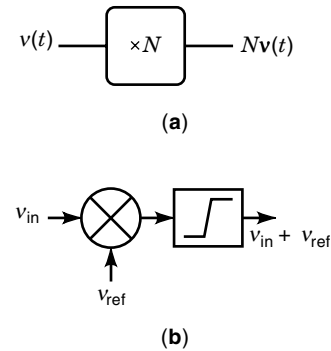 v(t)
×N
Nv(t)
(a)
v_in
v_in + v_ref
v_ref
(b)